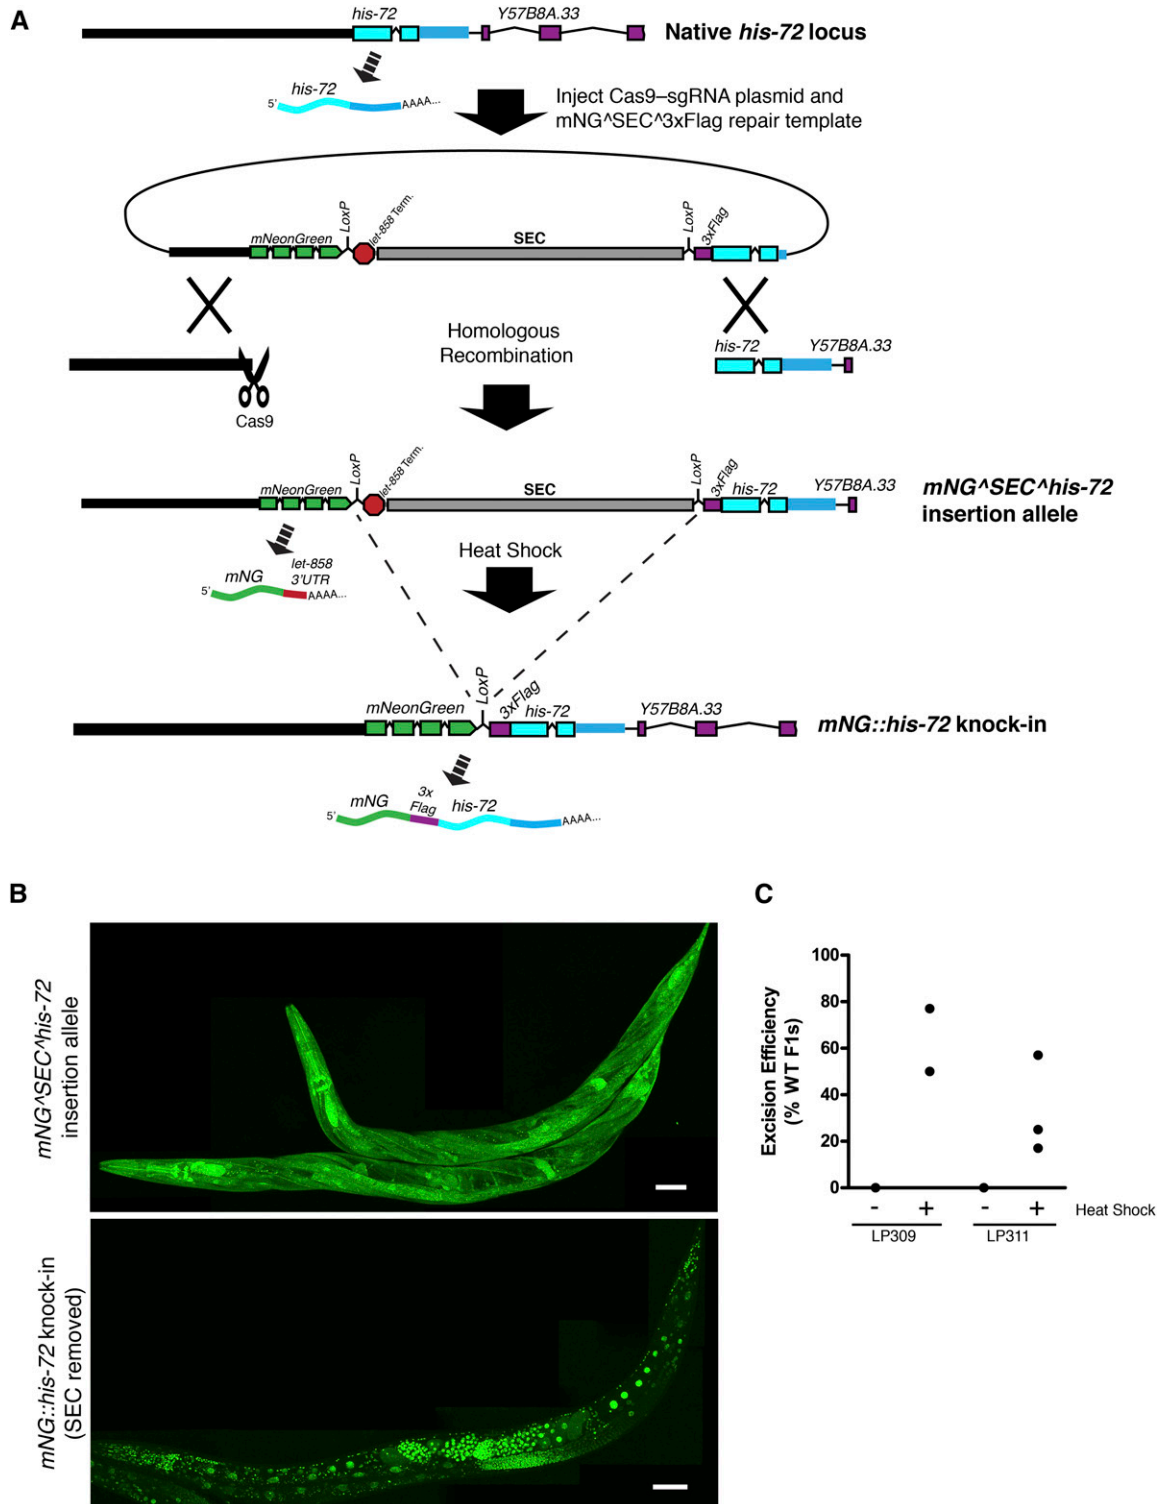 A
his-72
Y57B8A.33
Native his-72 locus
his-72
5'
AAAA...
Inject Cas9–sgRNA plasmid and
mNG^SEC^3xFlag repair template
mNeonGreen
LoxP
let-858 Term.
SEC
LoxP
3xFlag
Homologous
Recombination
his-72
Y57B8A.33
Cas9
mNeonGreen
LoxP
let-858 Term.
SEC
LoxP
3xFlag
his-72
Y57B8A.33
mNG^SEC^his-72
insertion allele
Heat Shock
mNG
let-858
3'UTR
5'
AAAA...
mNeonGreen
LoxP
3xFlag
his-72
Y57B8A.33
mNG::his-72 knock-in
5'
mNG
3x
Flag
his-72
AAAA...
B
mNG^SEC^his-72
insertion allele
mNG::his-72 knock-in
(SEC removed)
C
Excision Efficiency
(% WT F1s)
100
80
60
40
20
0
- + - + Heat Shock
LP309 LP311